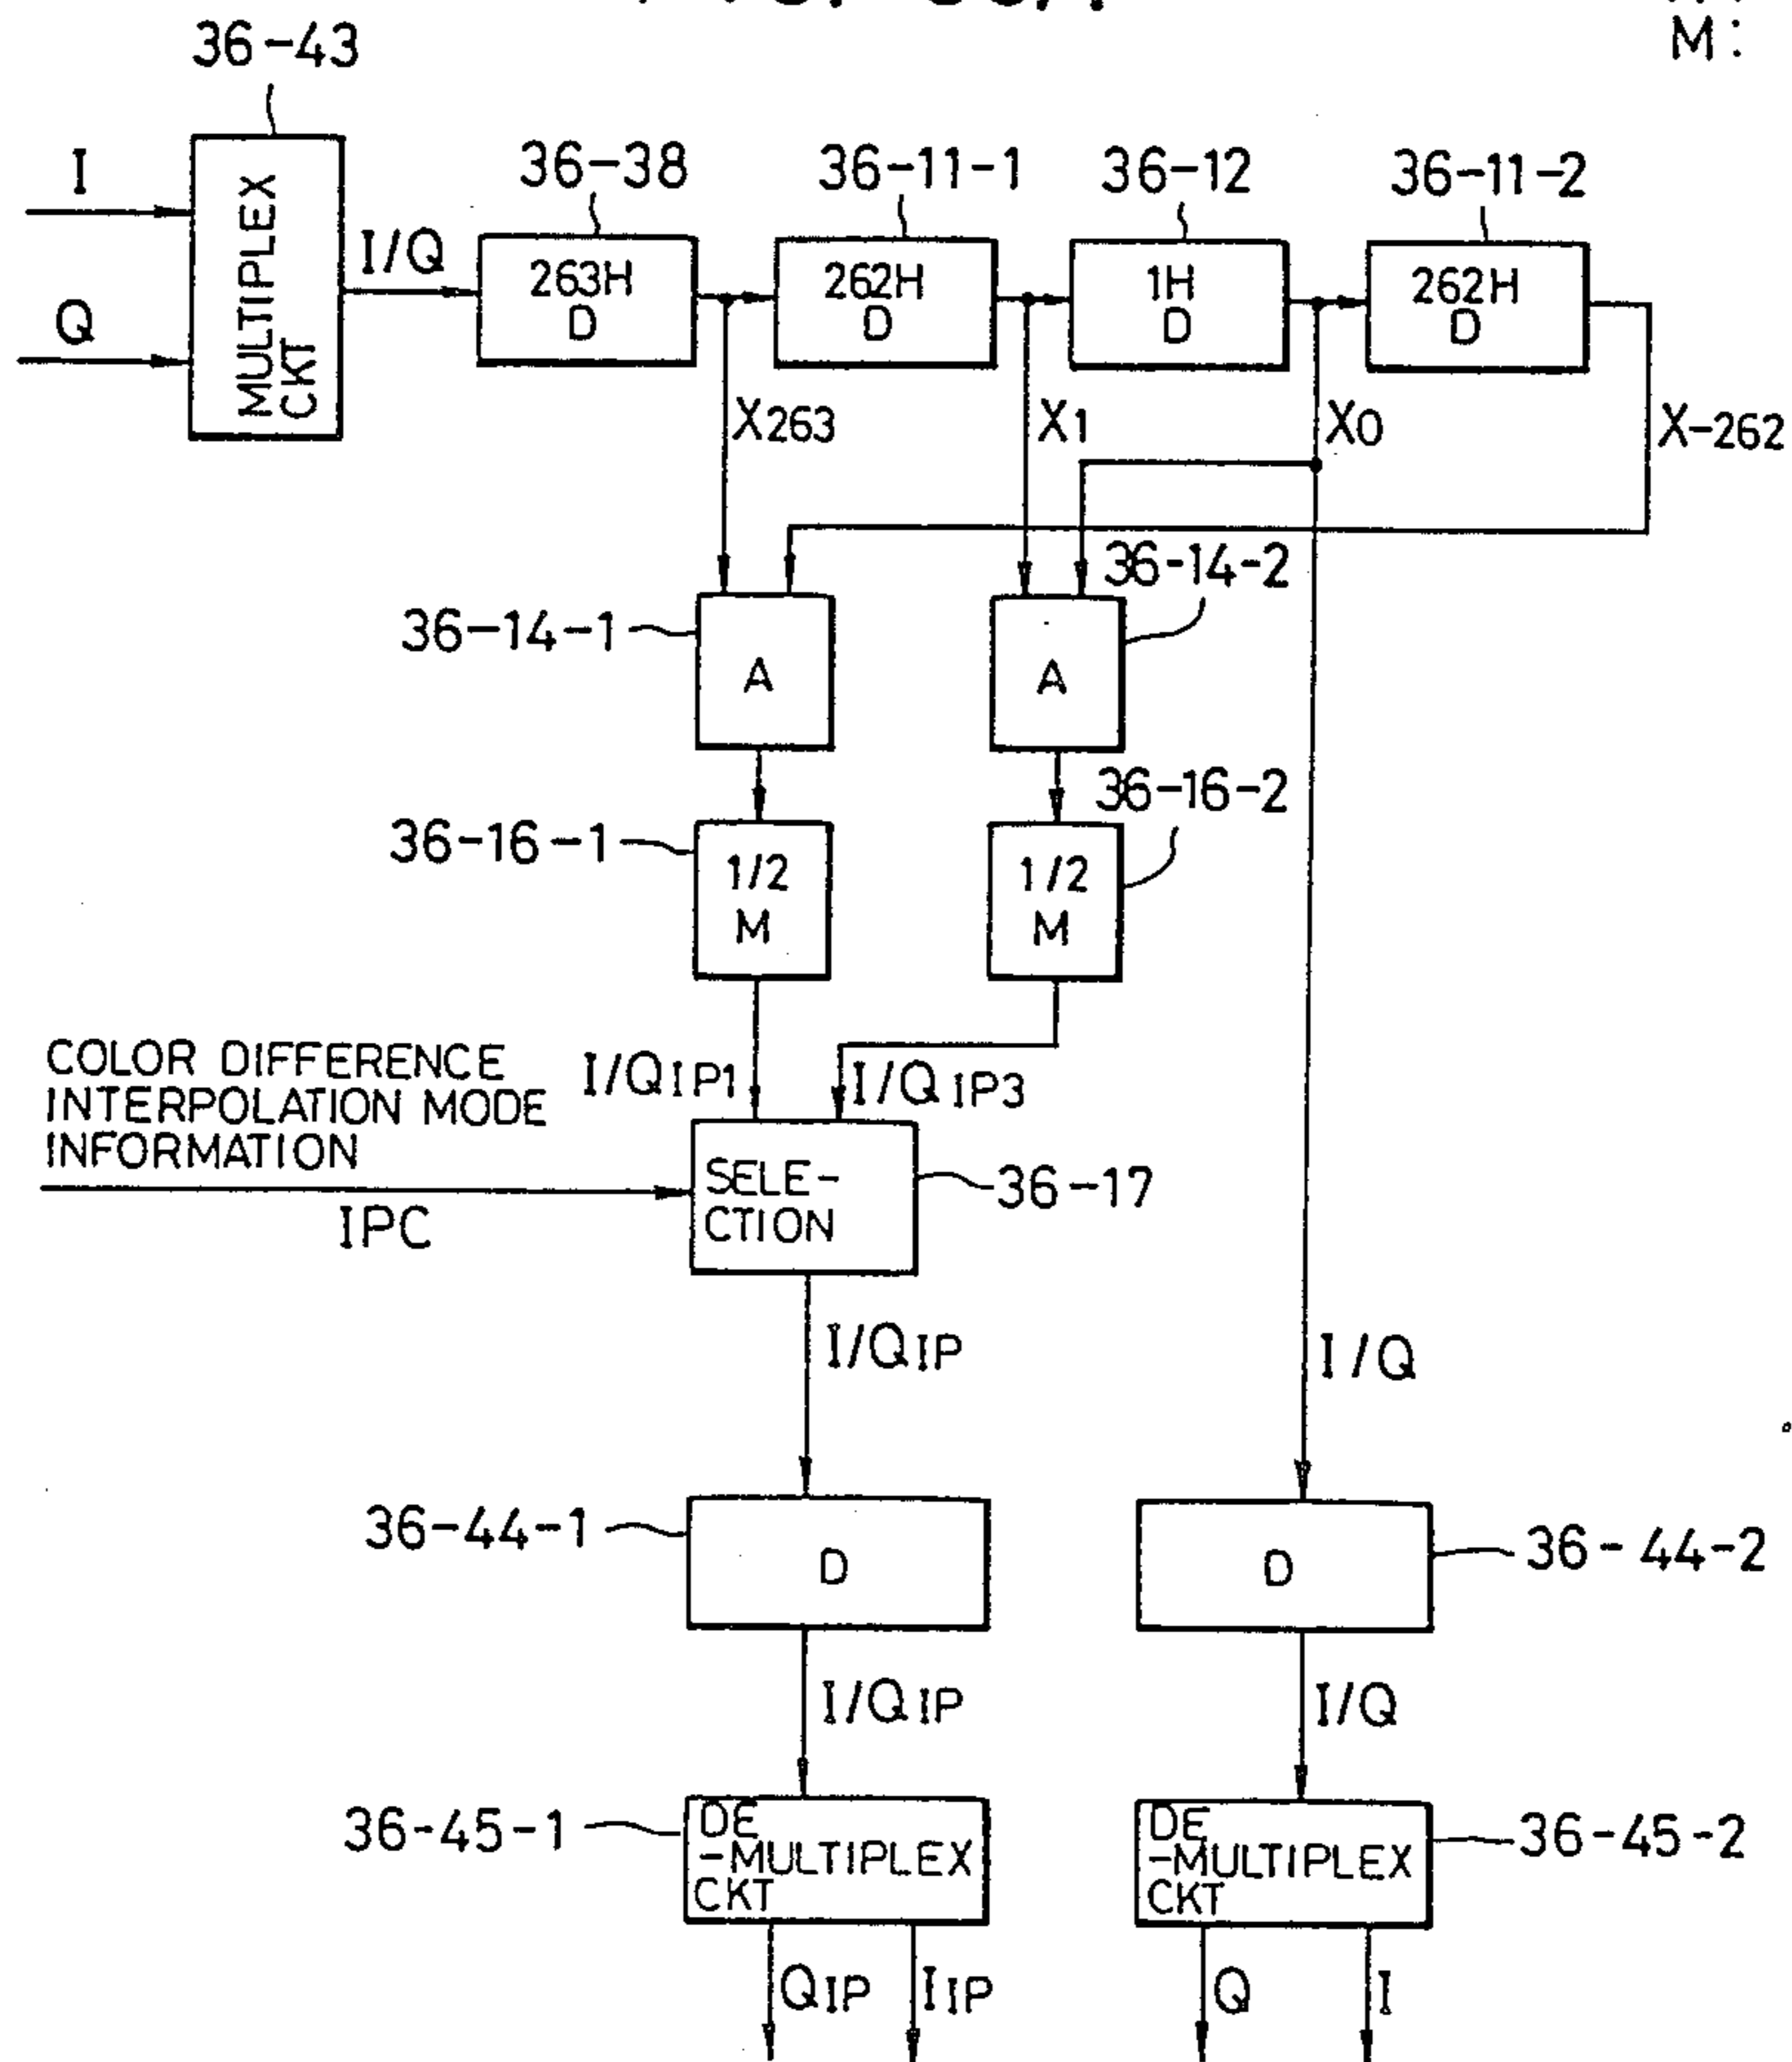 M:
36-43
I
Q
MULTIPLEX
CKT
I/Q
36-38
263H
D
36-11-1
262H
D
36-12
1H
D
36-11-2
262H
D
X263
X1
X0
X-262
36-14-1
A
36-14-2
A
36-16-1
1/2
M
36-16-2
1/2
M
COLOR DIFFERENCE
INTERPOLATION MODE
INFORMATION
IPC
I/QIP1
I/QIP3
SELE-
CTION
36-17
I/QIP
I/Q
36-44-1
D
D
36-44-2
I/QIP
I/Q
36-45-1
DE
-MULTIPLEX
CKT
DE
-MULTIPLEX
CKT
36-45-2
QIP
IIP
Q
I